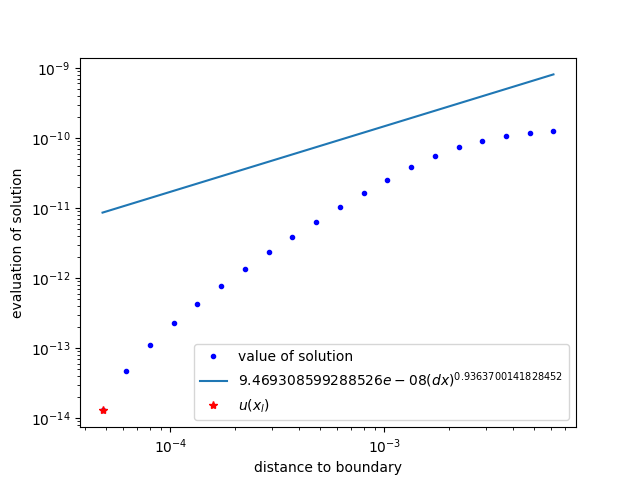 10⁻⁹
10⁻¹⁰
10⁻¹¹
10⁻¹²
10⁻¹³
10⁻¹⁴
evaluation of solution
value of solution
9.469308599288526e − 08(dx)^0.9363700141828452
u(x_l)
10⁻⁴ 10⁻³
distance to boundary